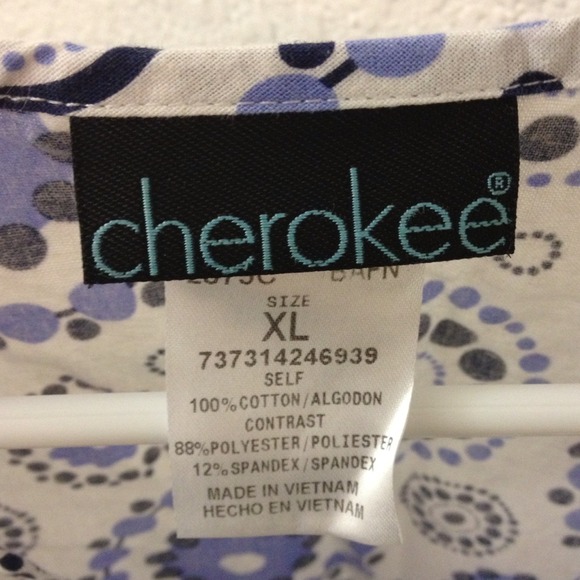 cherokee®
BAFN
SIZE
XL
737314246939
SELF
100%COTTON/ALGODON
CONTRAST
88%POLYESTER/POLIESTER
12%SPANDEX/SPANDEX
MADE IN VIETNAM
HECHO EN VIETNAM